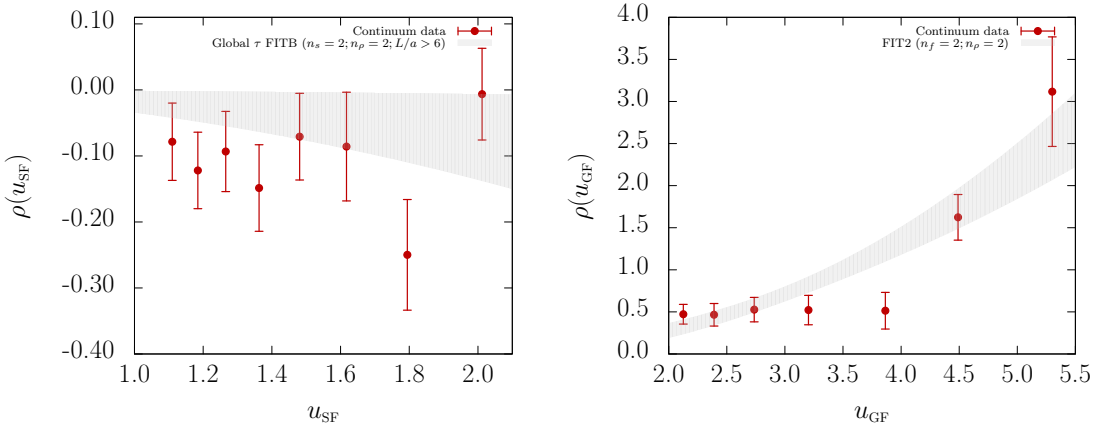 Continuum data
Global τ FITB (n_s = 2; n_ρ = 2; L/a > 6)
0.10
0.00
-0.10
-0.20
-0.30
-0.40
1.0 1.2 1.4 1.6 1.8 2.0
ρ(u_SF)
u_SF
Continuum data
FIT2 (n_f = 2; n_ρ = 2)
4.0
3.5
3.0
2.5
2.0
1.5
1.0
0.5
0.0
2.0 2.5 3.0 3.5 4.0 4.5 5.0 5.5
ρ(u_GF)
u_GF